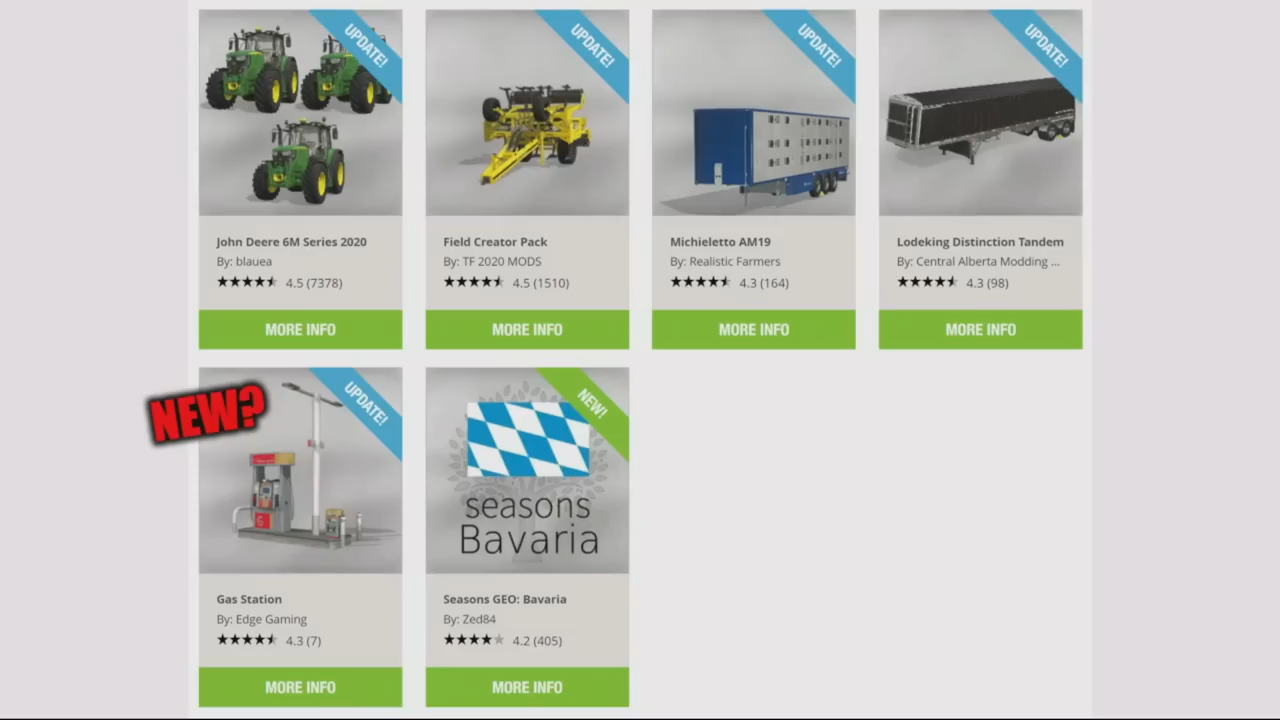 UPDATE!
UPDATE!
UPDATE!
UPDATE!
John Deere 6M Series 2020
By: blauea
4.5 (7378)
MORE INFO
Field Creator Pack
By: TF 2020 MODS
4.5 (1510)
MORE INFO
Michieletto AM19
By: Realistic Farmers
4.3 (164)
MORE INFO
Lodeking Distinction Tandem
By: Central Alberta Modding ...
4.3 (98)
MORE INFO
NEW?
UPDATE!
Gas Station
By: Edge Gaming
4.3 (7)
MORE INFO
NEW!
seasons
Bavaria
Seasons GEO: Bavaria
By: Zed84
4.2 (405)
MORE INFO